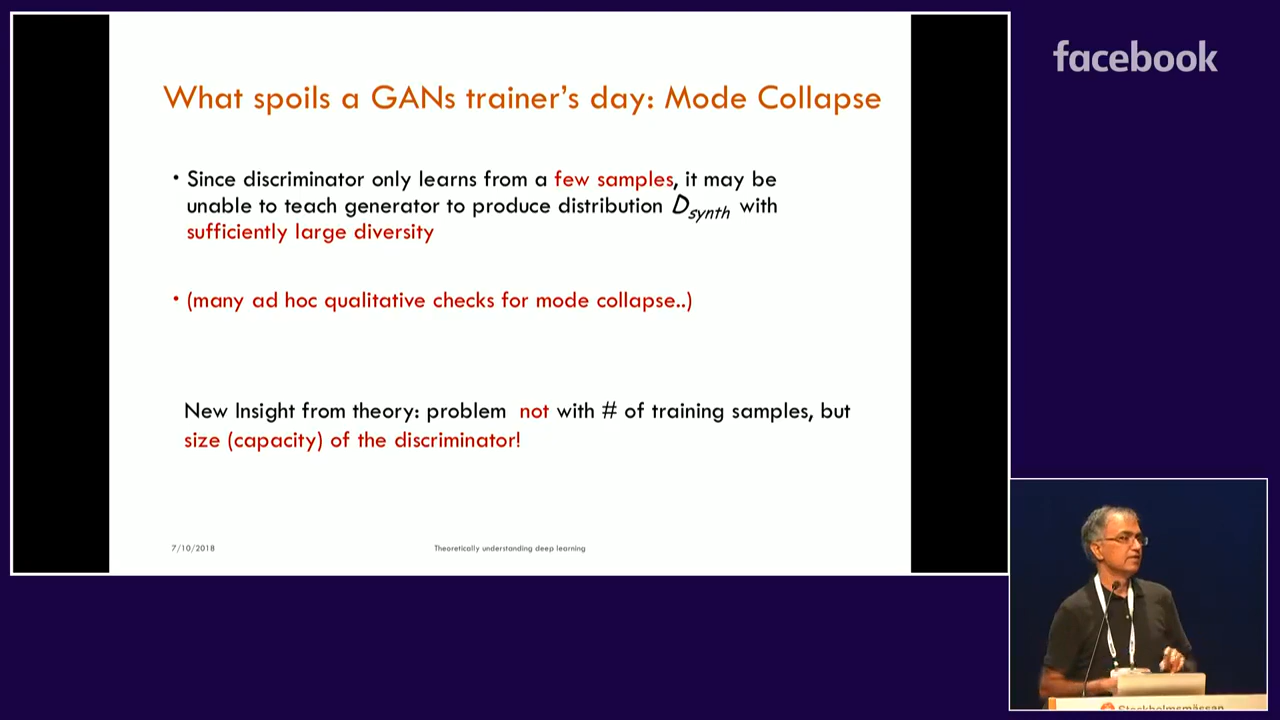 facebook
What spoils a GANs trainer's day: Mode Collapse
• Since discriminator only learns from a few samples, it may be
unable to teach generator to produce distribution D_synth with
sufficiently large diversity
• (many ad hoc qualitative checks for mode collapse..)
New Insight from theory: problem not with # of training samples, but
size (capacity) of the discriminator!
7/10/2018
Theoretically understanding deep learning
Stockholmsmässan